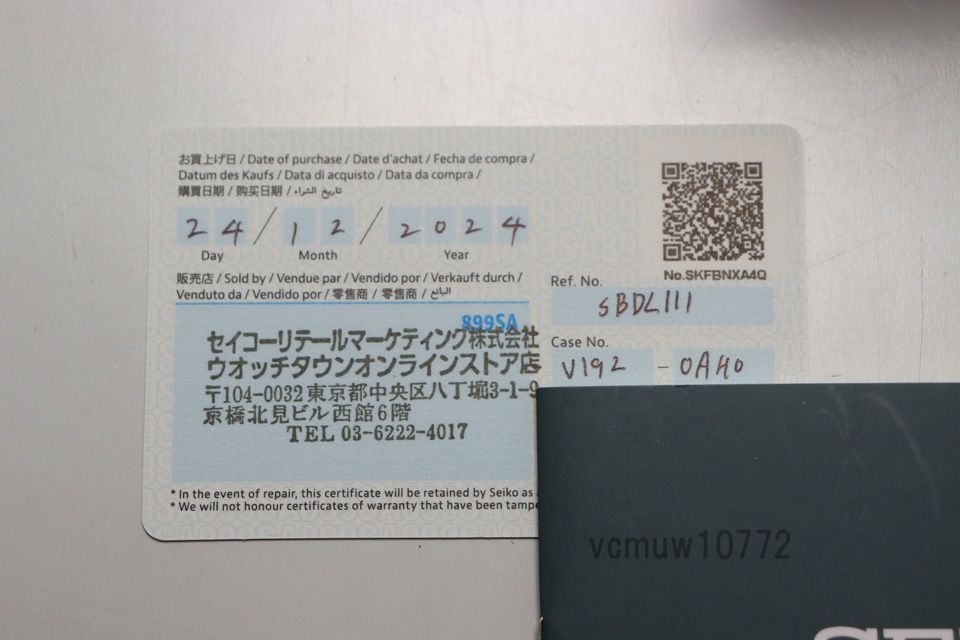 お買上げ日 / Date of purchase / Date d'achat / Fecha de compra /
Datum des Kaufs / Data di acquisto / Data da compra /
購買日期 / 购买日期 / تاريخ الشراء
24 / 12 / 2024
Day Month Year
販売店 / Sold by / Vendue par / Vendido por / Verkauft durch /
Venduto da / Vendido por / 零售商 / 零售商 / البائع
899SA
セイコーリテールマーケティング株式会社
ウオッチタウンオンラインストア店
〒104-0032 東京都中央区八丁堀3-1-9
京橋北見ビル西館6階
TEL 03-6222-4017
* In the event of repair, this certificate will be retained by Seiko as
* We will not honour certificates of warranty that have been
No.SKFBNXA4Q
Ref. No.
SBDL111
Case No.
V192 - 0AH0
vcmuw10772